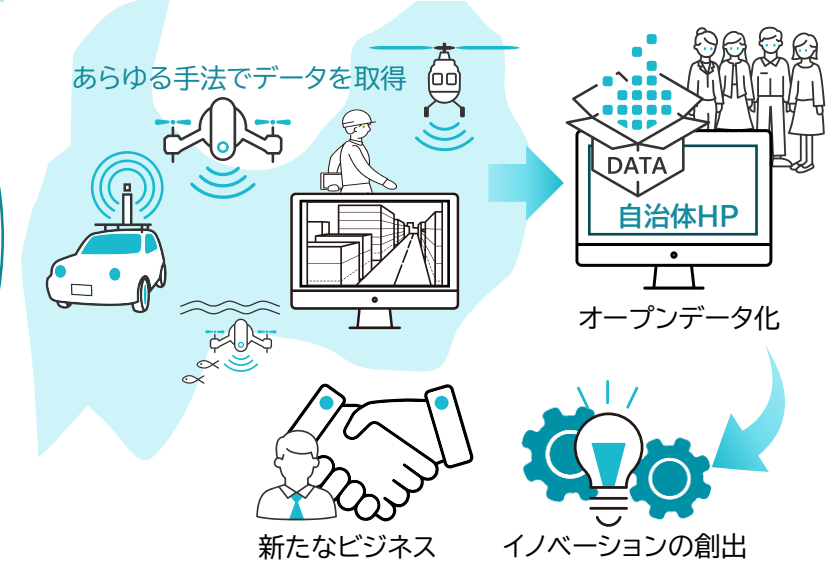 あらゆる手法でデータを取得
DATA
自治体HP
オープンデータ化
新たなビジネス
イノベーションの創出